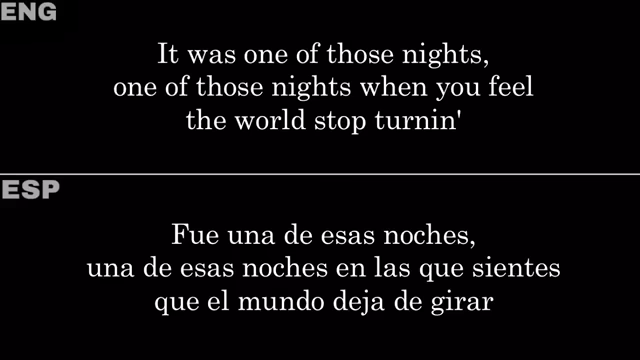 ENG
It was one of those nights,
one of those nights when you feel
the world stop turnin'
ESP
Fue una de esas noches,
una de esas noches en las que sientes
que el mundo deja de girar